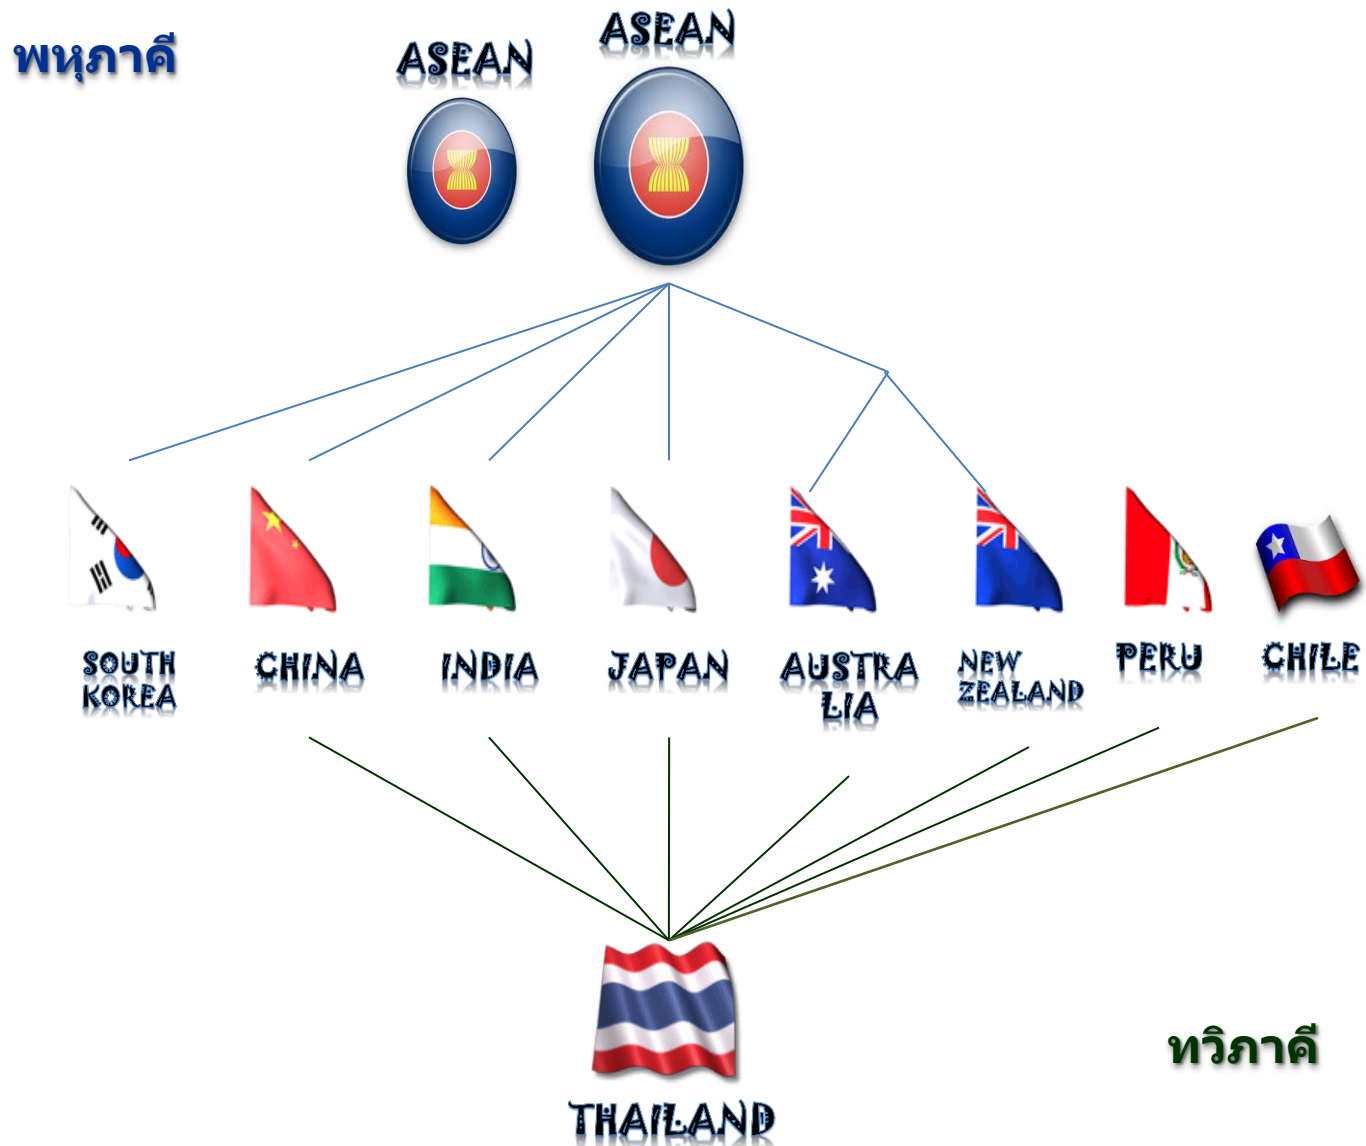 พหุภาคี
ASEAN
ASEAN
SOUTH
KOREA
CHINA
INDIA
JAPAN
AUSTRA
LIA
NEW
ZEALAND
PERU
CHILE
ทวิภาคี
THAILAND